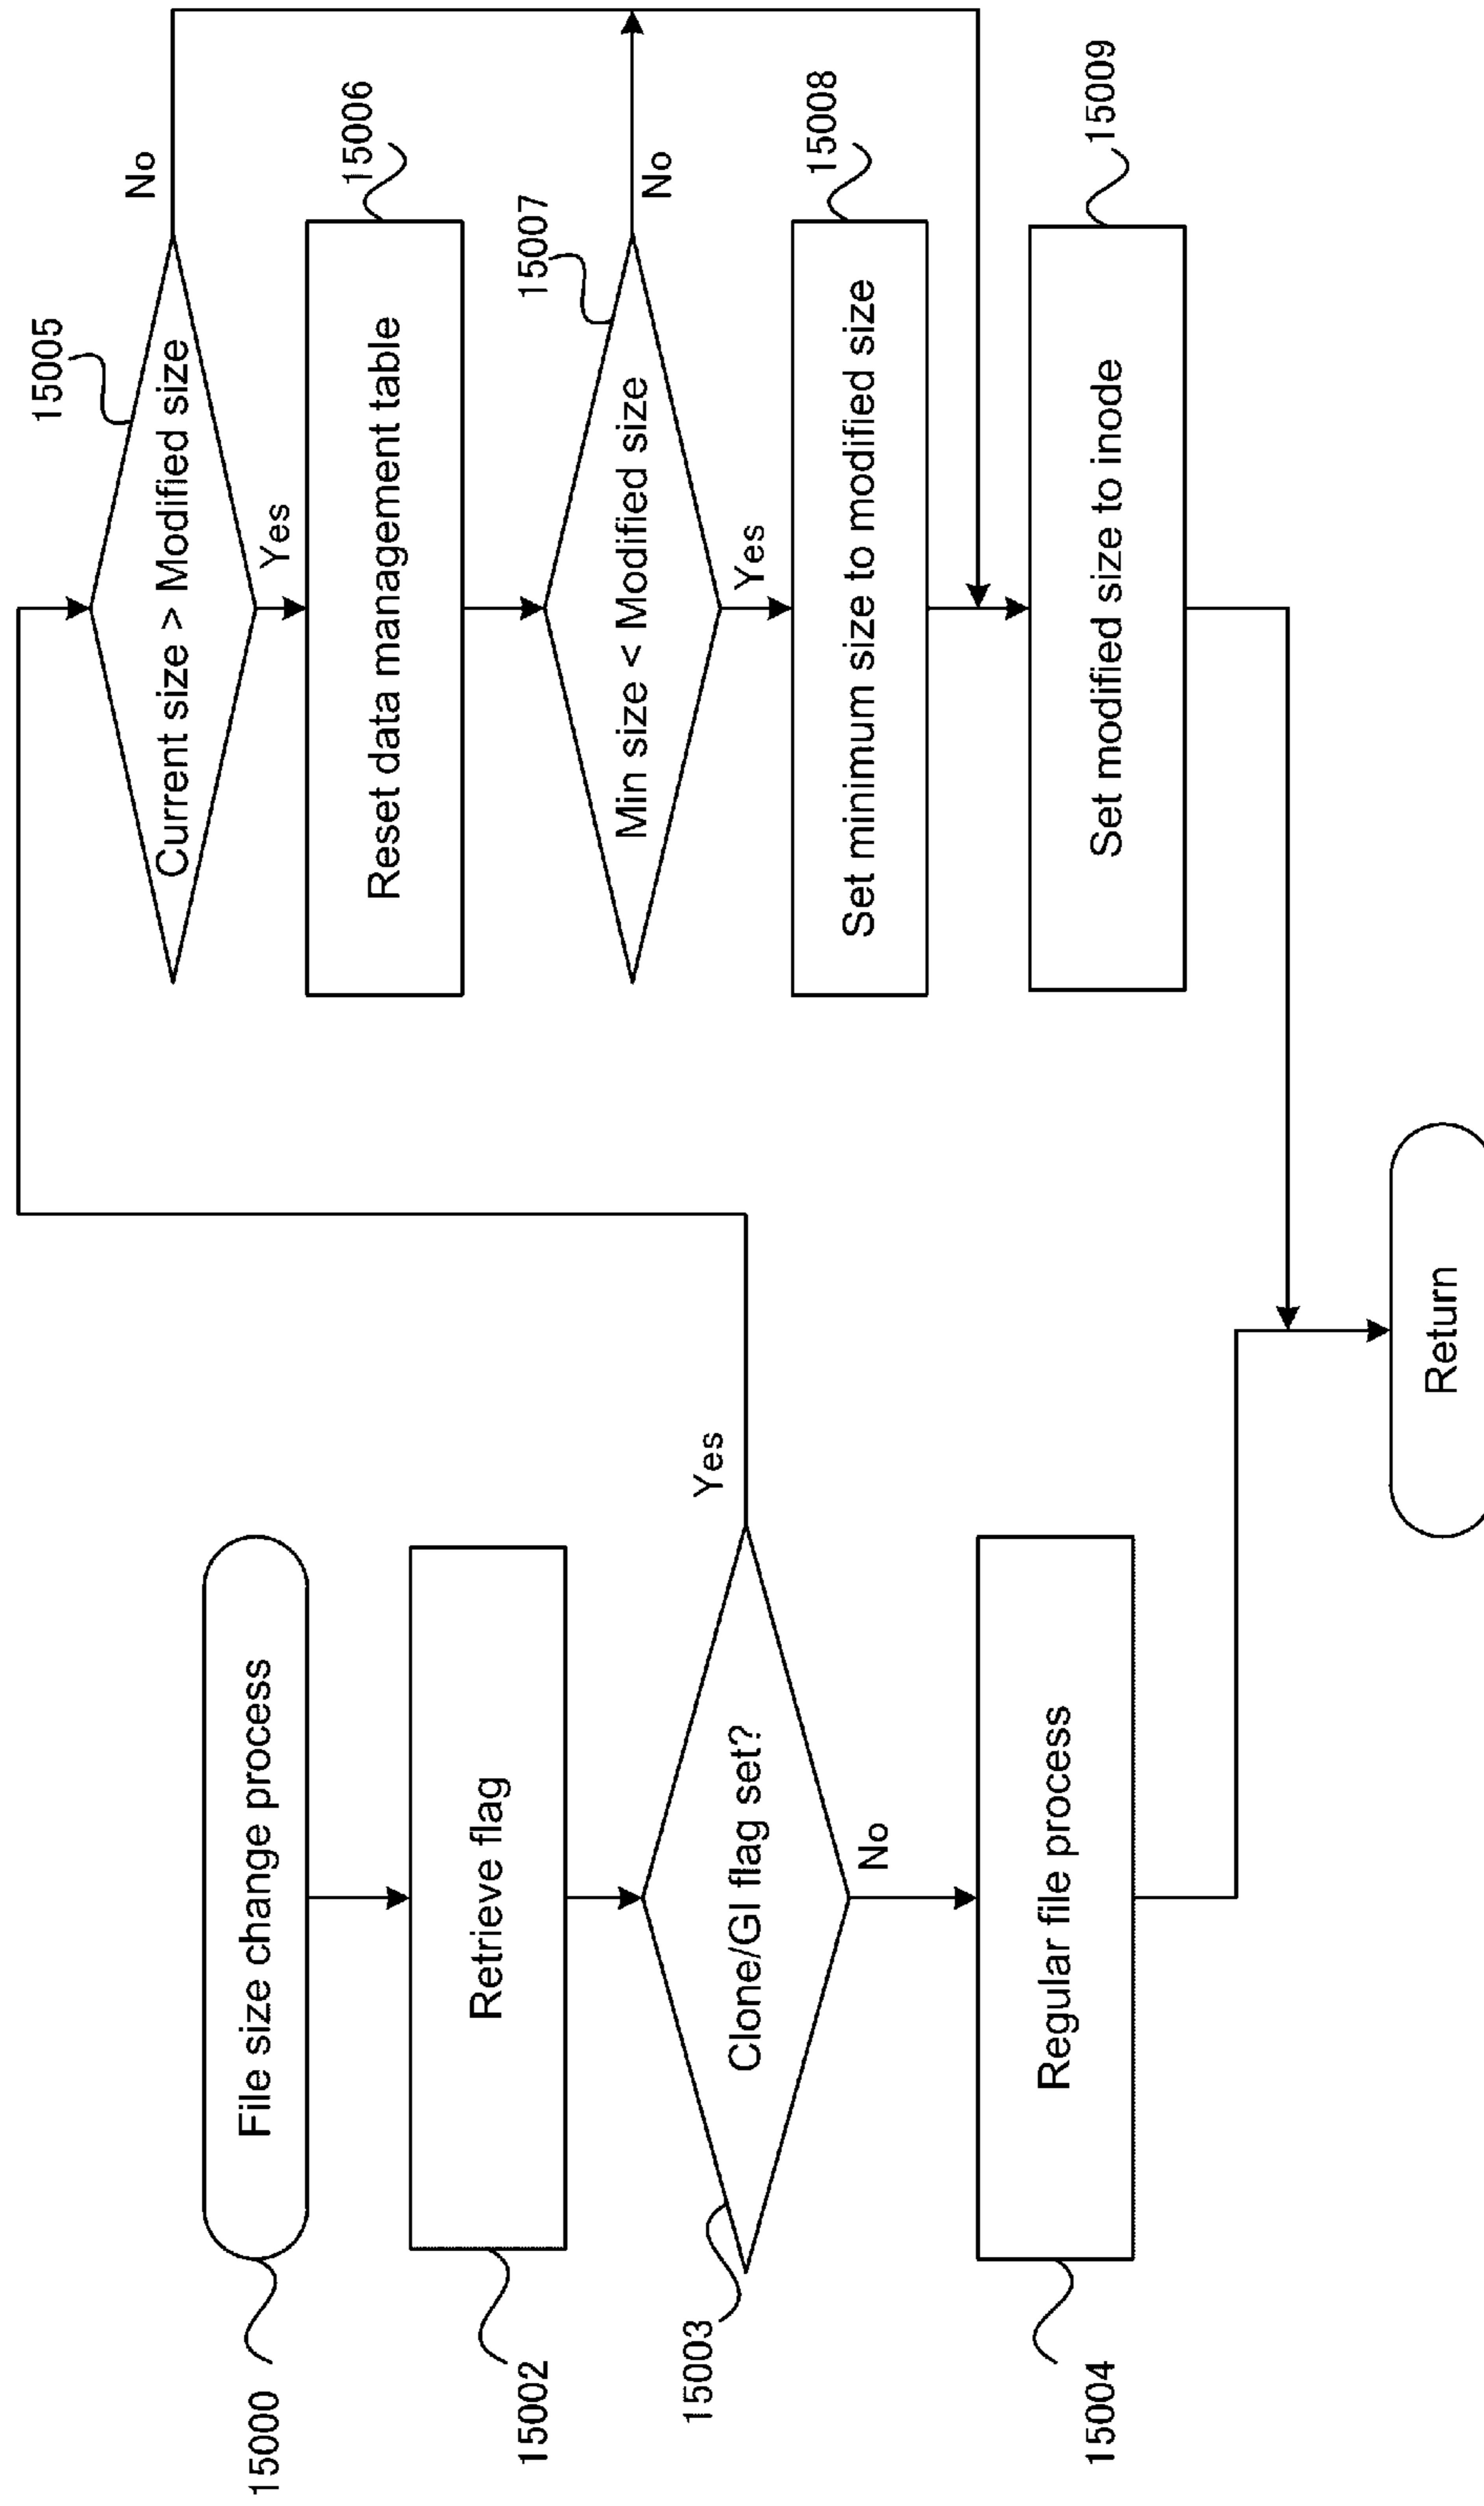 15000
File size change process
15002
Retrieve flag
15003
Clone/GI flag set?
Yes
No
15004
Regular file process
15005
Current size > Modified size
No
Yes
15006
Reset data management table
15007
Min size < Modified size
No
Yes
15008
Set minimum size to modified size
15009
Set modified size to inode
Return